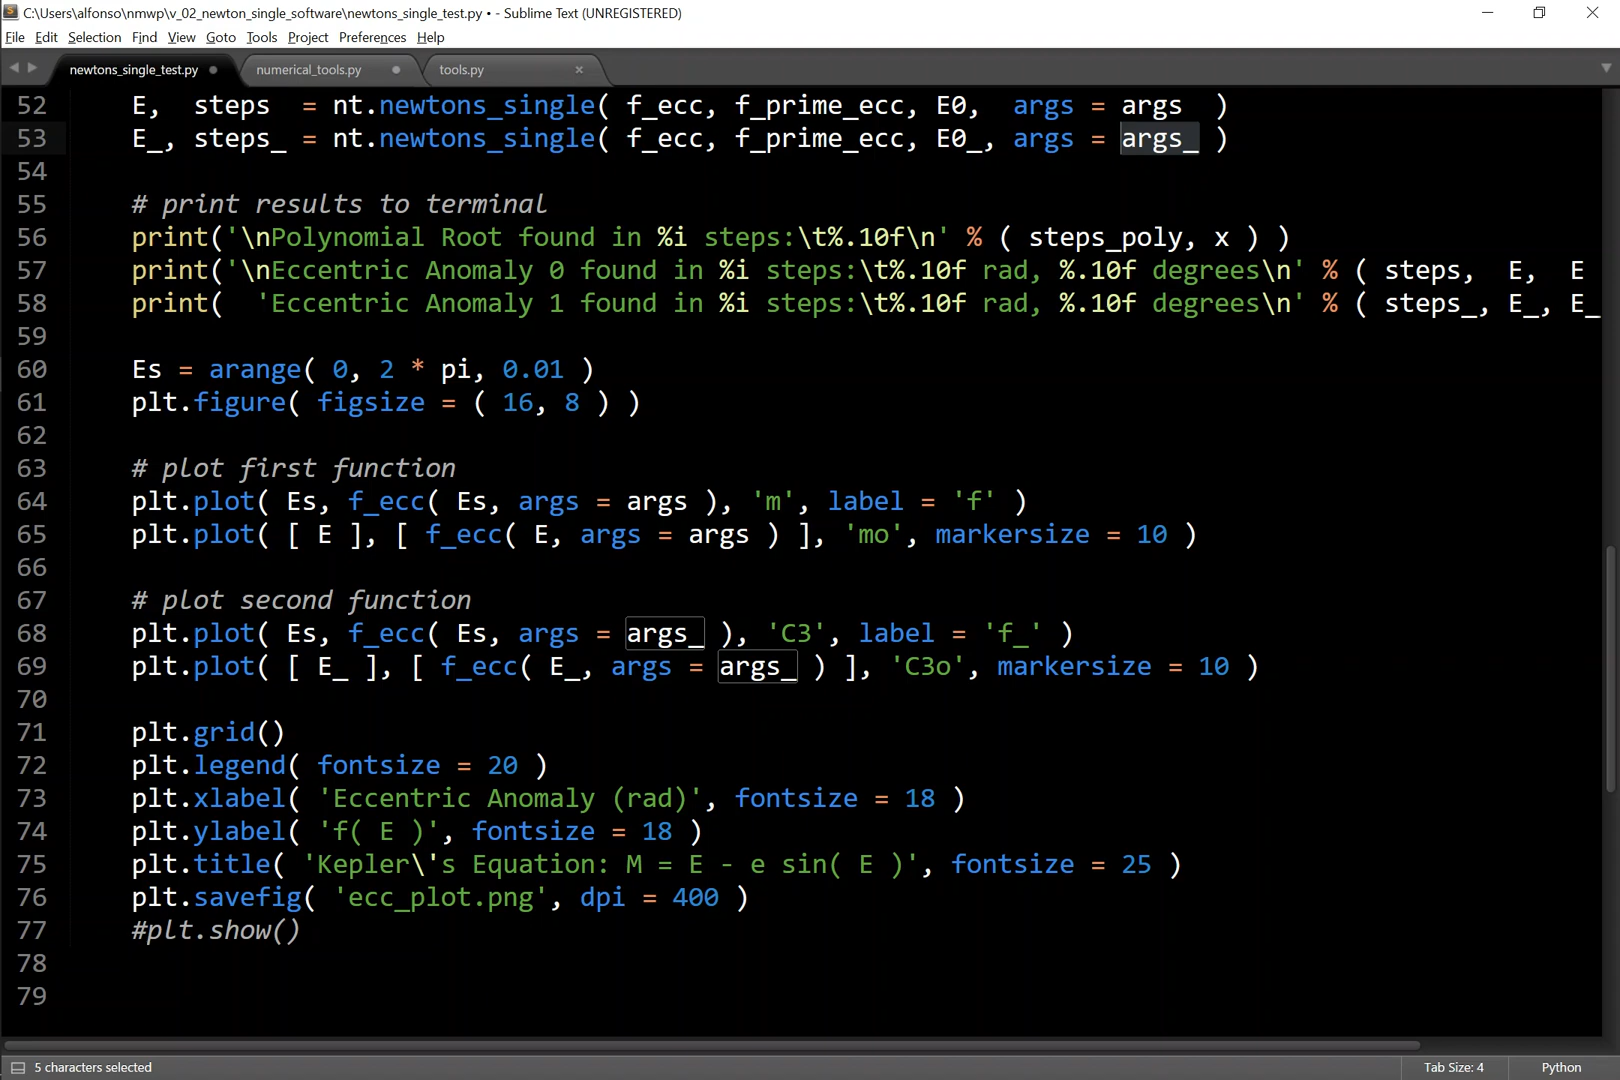 C:\Users\alfonso\nmwp\v_02_newton_single_software\newtons_single_test.py • - Sublime Text (UNREGISTERED)
File Edit Selection Find View Goto Tools Project Preferences Help
newtons_single_test.py numerical_tools.py tools.py
52 E, steps = nt.newtons_single( f_ecc, f_prime_ecc, E0, args = args )
53 E_, steps_ = nt.newtons_single( f_ecc, f_prime_ecc, E0_, args = args_ )
54
55 # print results to terminal
56 print('\nPolynomial Root found in %i steps:\t%.10f\n' % ( steps_poly, x ) )
57 print('\nEccentric Anomaly 0 found in %i steps:\t%.10f rad, %.10f degrees\n' % ( steps, E, E
58 print( 'Eccentric Anomaly 1 found in %i steps:\t%.10f rad, %.10f degrees\n' % ( steps_, E_, E_
59
60 Es = arange( 0, 2 * pi, 0.01 )
61 plt.figure( figsize = ( 16, 8 ) )
62
63 # plot first function
64 plt.plot( Es, f_ecc( Es, args = args ), 'm', label = 'f' )
65 plt.plot( [ E ], [ f_ecc( E, args = args ) ], 'mo', markersize = 10 )
66
67 # plot second function
68 plt.plot( Es, f_ecc( Es, args = args_ ), 'C3', label = 'f_' )
69 plt.plot( [ E_ ], [ f_ecc( E_, args = args_ ) ], 'C3o', markersize = 10 )
70
71 plt.grid()
72 plt.legend( fontsize = 20 )
73 plt.xlabel( 'Eccentric Anomaly (rad)', fontsize = 18 )
74 plt.ylabel( 'f( E )', fontsize = 18 )
75 plt.title( 'Kepler\'s Equation: M = E - e sin( E )', fontsize = 25 )
76 plt.savefig( 'ecc_plot.png', dpi = 400 )
77 #plt.show()
78
79
5 characters selected Tab Size: 4 Python